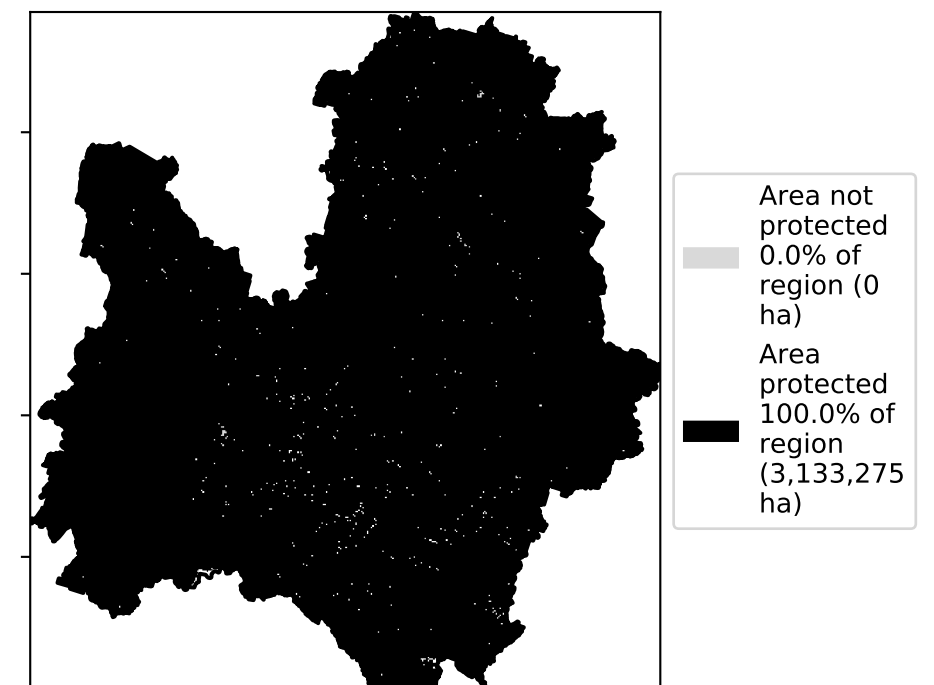 Area not
protected
0.0% of
region (0
ha)
Area
protected
100.0% of
region
(3,133,275
ha)